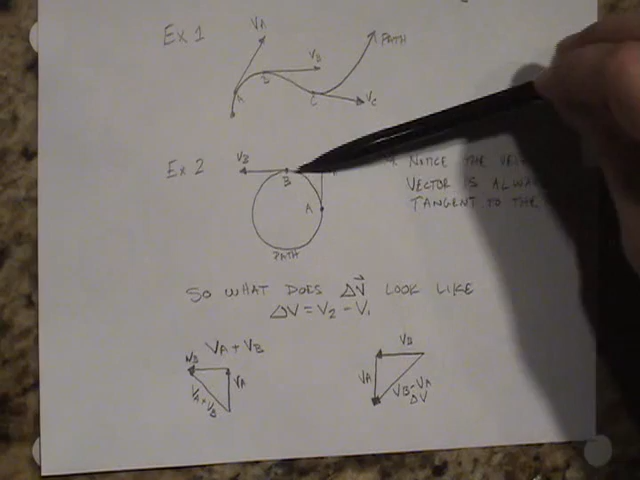 Ex 1
VA
VB
PATH
A
B
C
VC
Ex 2
VB
B
A
PATH
* NOTICE THE
VECTOR IS
TANGENT TO THE
SO WHAT DOES ΔV⃗ LOOK LIKE
ΔV = V2 - V1
VA + VB
VB
VA
VA + VB
VB
VA
VB - VA
ΔV